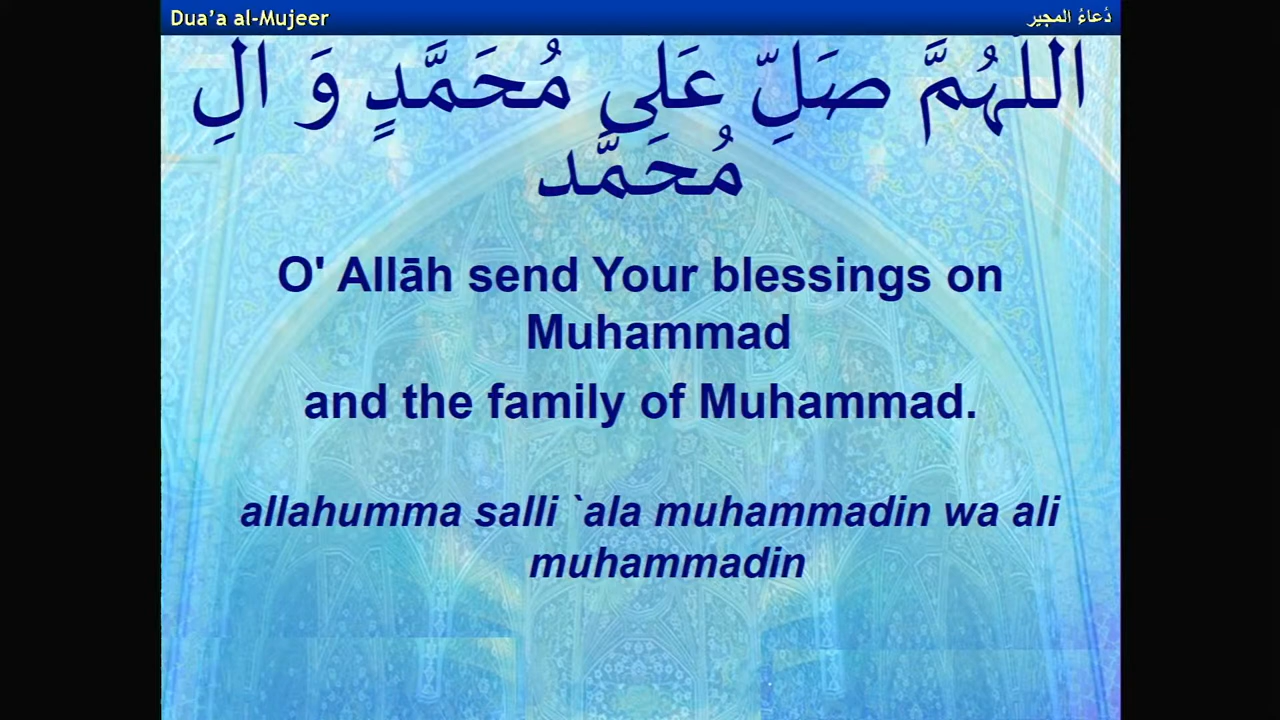 Dua’a al-Mujeer
دُعاءُ المجير
اَللّٰهُمَّ صَلِّ عَلٰى مُحَمَّدٍ وَ اٰلِ
مُحَمَّد
O' Allāh send Your blessings on
Muhammad
and the family of Muhammad.
allahumma salli `ala muhammadin wa ali
muhammadin